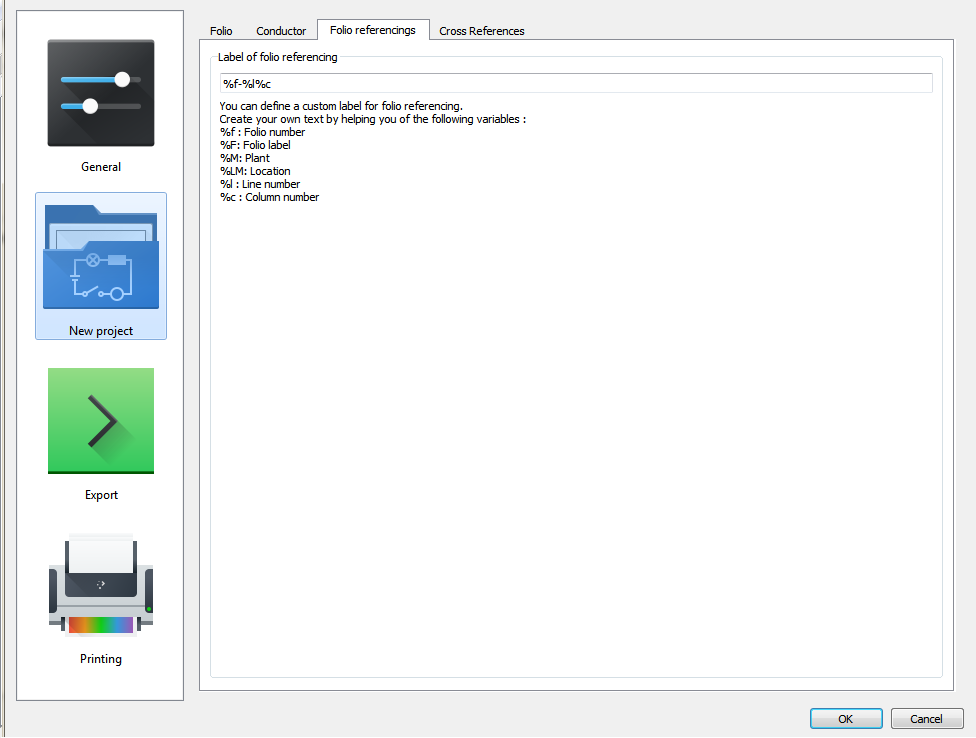 General
New project
Export
Printing
Folio Conductor Folio referencings Cross References
Label of folio referencing
%f-%l%c
You can define a custom label for folio referencing.
Create your own text by helping you of the following variables :
%f : Folio number
%F: Folio label
%M: Plant
%LM: Location
%l : Line number
%c : Column number
OK Cancel